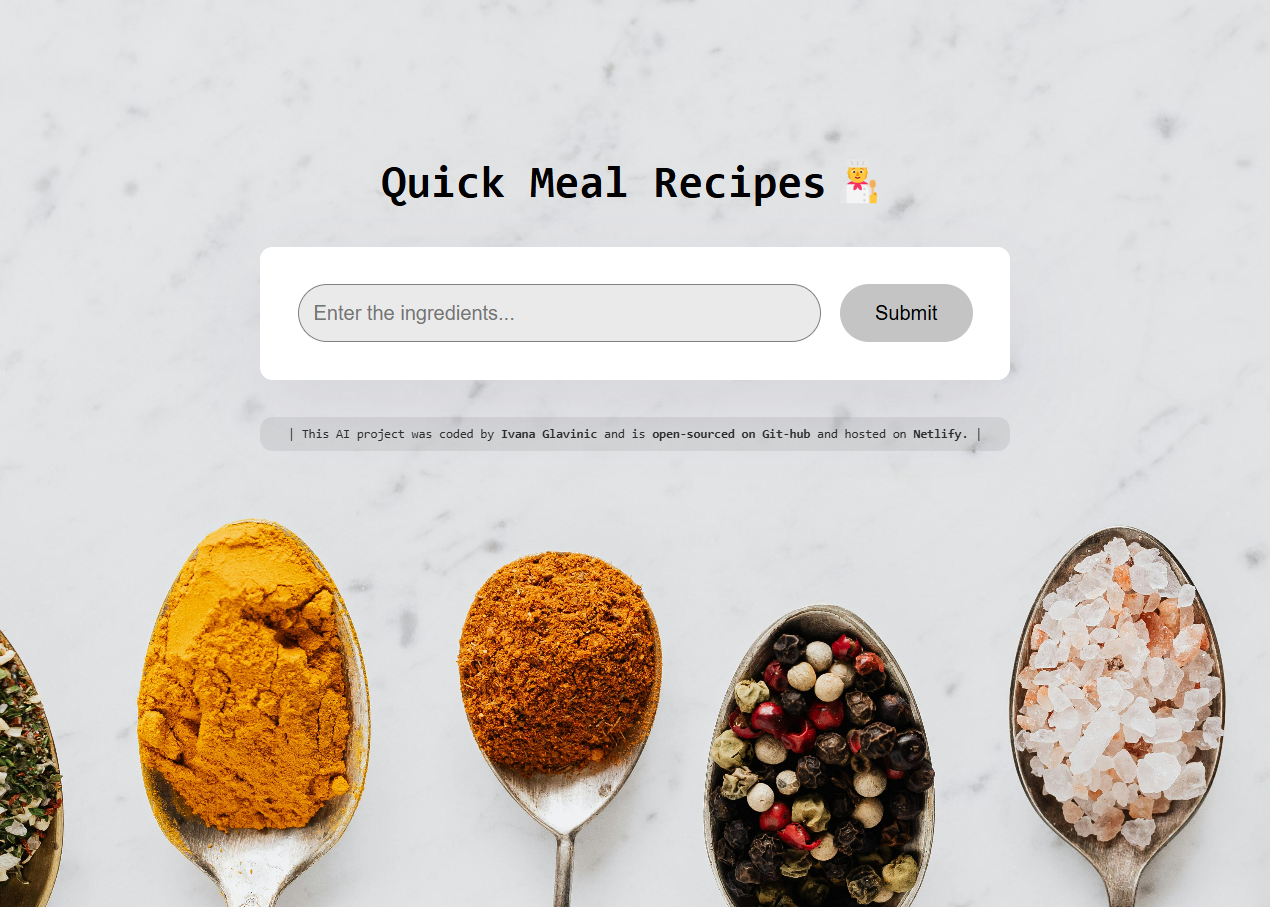 Quick Meal Recipes 👩‍🍳
Enter the ingredients...
Submit
| This AI project was coded by Ivana Glavinic and is open-sourced on Git-hub and hosted on Netlify. |